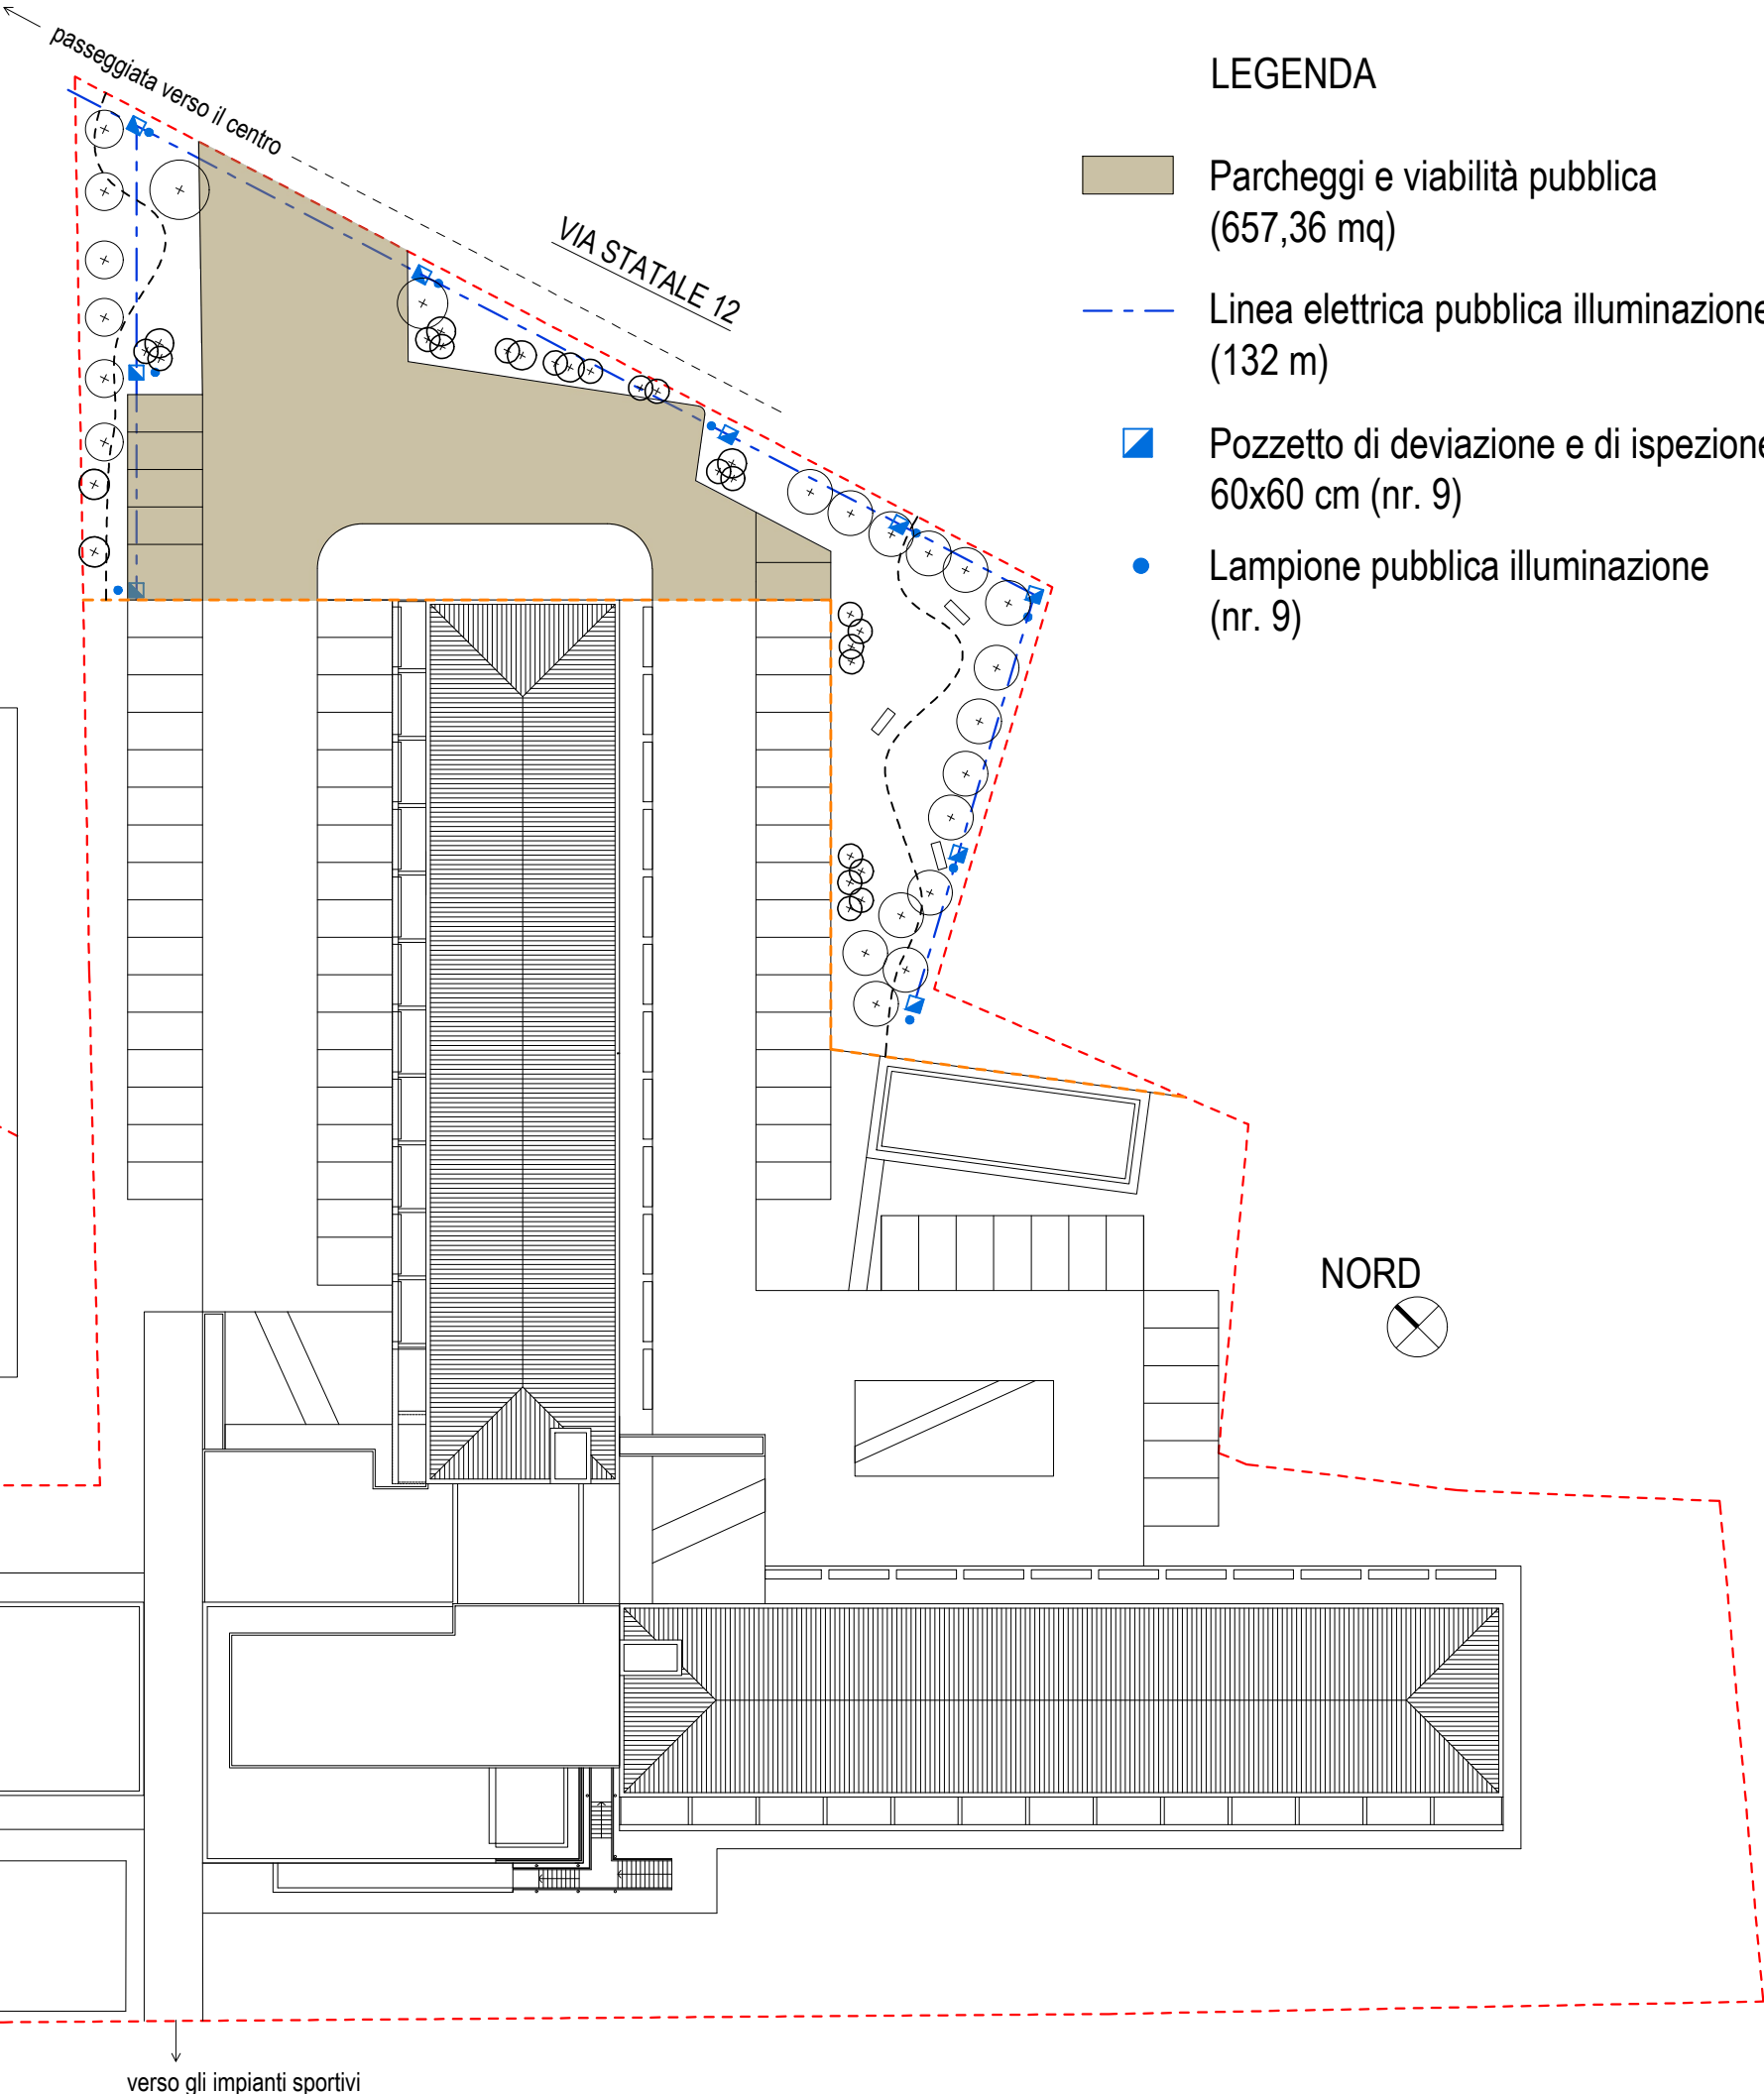 passeggiata verso il centro
VIA STATALE 12
LEGENDA
Parcheggi e viabilità pubblica
(657,36 mq)
Linea elettrica pubblica illuminazione
(132 m)
Pozzetto di deviazione e di ispezione
60x60 cm (nr. 9)
Lampione pubblica illuminazione
(nr. 9)
NORD
verso gli impianti sportivi